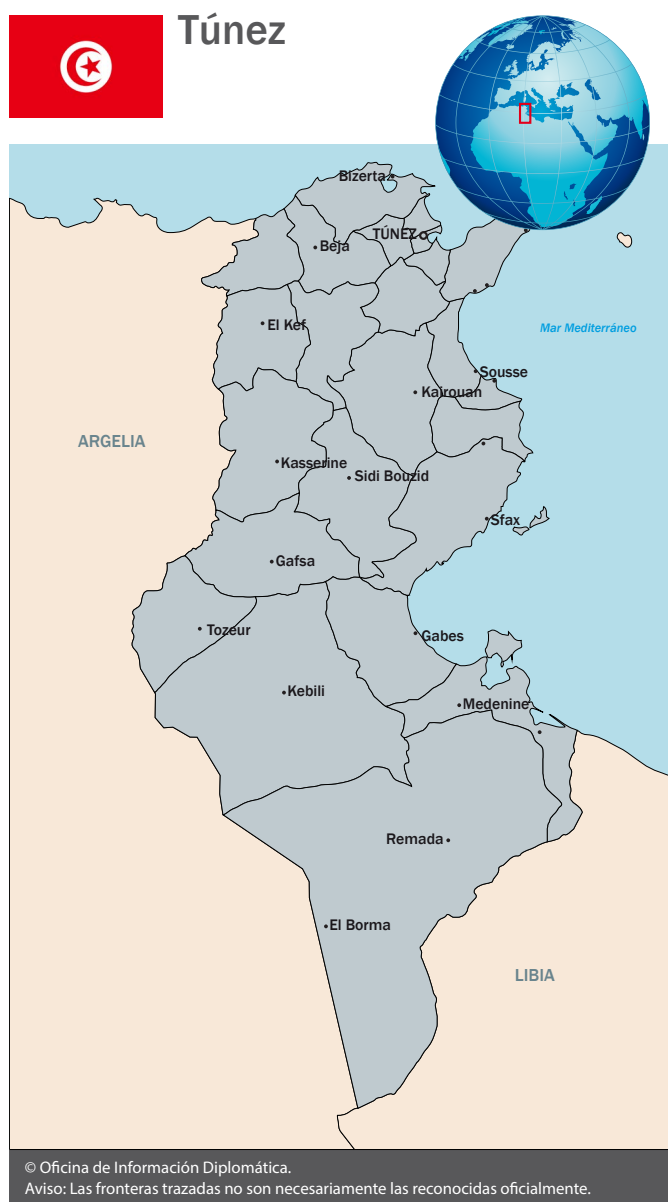 Túnez
Bizerta
TÚNEZ
Beja
El Kef
Mar Mediterráneo
Sousse
Kairouan
ARGELIA
Kasserine
Sidi Bouzid
Sfax
Gafsa
Tozeur
Gabes
Kebili
Medenine
Remada
El Borma
LIBIA
© Oficina de Información Diplomática.
Aviso: Las fronteras trazadas no son necesariamente las reconocidas oficialmente.